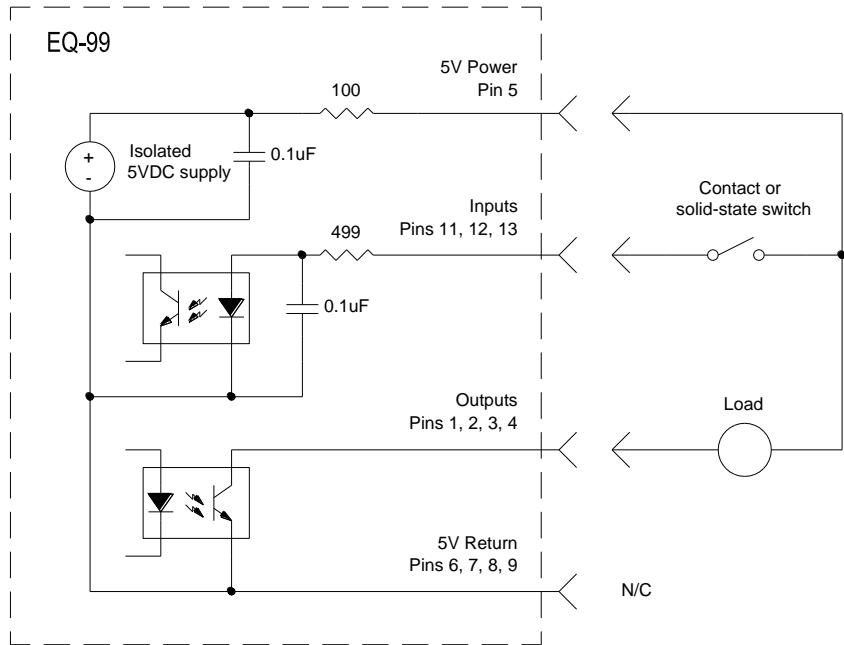 EQ-99
5V Power
Pin 5
100
+
-
Isolated
5VDC supply
0.1uF
Contact or
solid-state switch
Inputs
Pins 11, 12, 13
499
0.1uF
Outputs
Pins 1, 2, 3, 4
Load
5V Return
Pins 6, 7, 8, 9
N/C